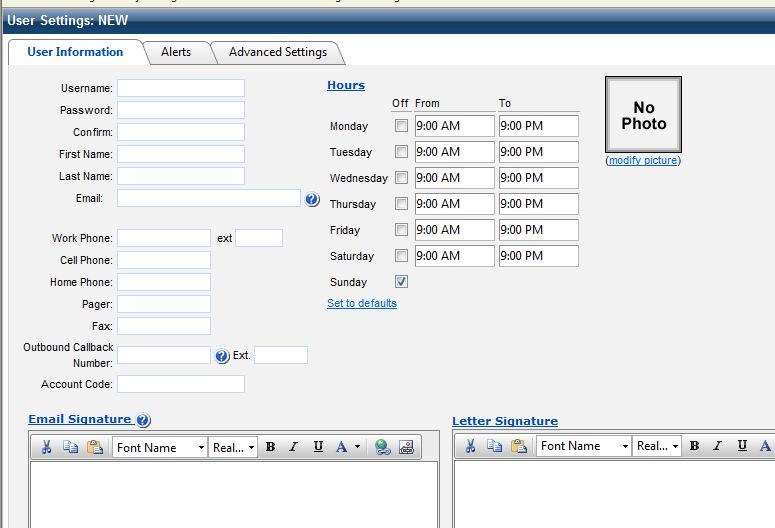 User Settings: NEW
User Information Alerts Advanced Settings
Username:
Password:
Confirm:
First Name:
Last Name:
Email:
Work Phone: ext
Cell Phone:
Home Phone:
Pager:
Fax:
Outbound Callback
Number: Ext.
Account Code:
Hours
Off From To
Monday 9:00 AM 9:00 PM
Tuesday 9:00 AM 9:00 PM
Wednesday 9:00 AM 9:00 PM
Thursday 9:00 AM 9:00 PM
Friday 9:00 AM 9:00 PM
Saturday 9:00 AM 9:00 PM
Sunday
Set to defaults
No
Photo
(modify picture)
Email Signature
Font Name Real... B I U A
Letter Signature
Font Name Real... B I U A